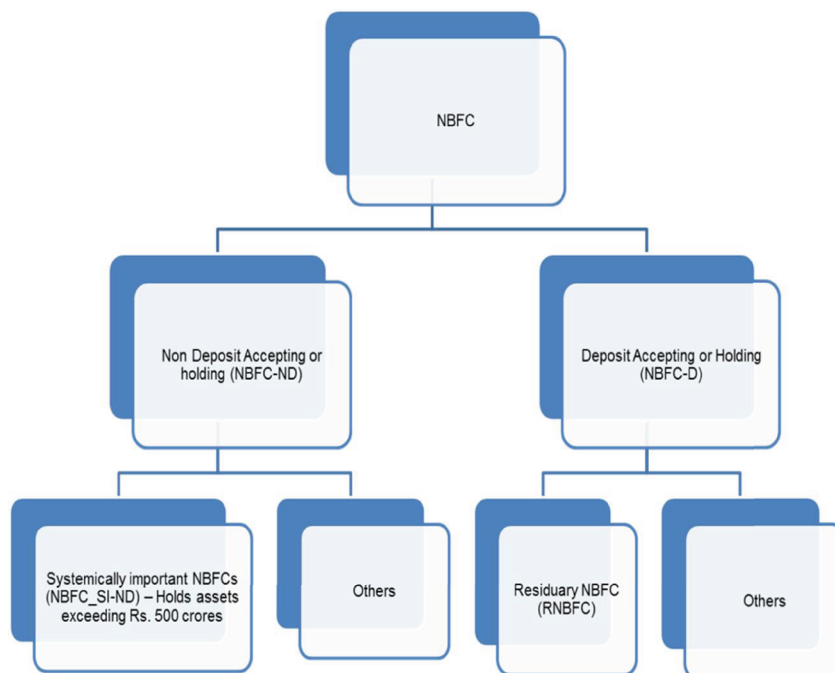 NBFC
Non Deposit Accepting or
holding (NBFC-ND)
Deposit Accepting or Holding
(NBFC-D)
Systemically important NBFCs
(NBFC_SI-ND) – Holds assets
exceeding Rs. 500 crores
Others
Residuary NBFC
(RNBFC)
Others